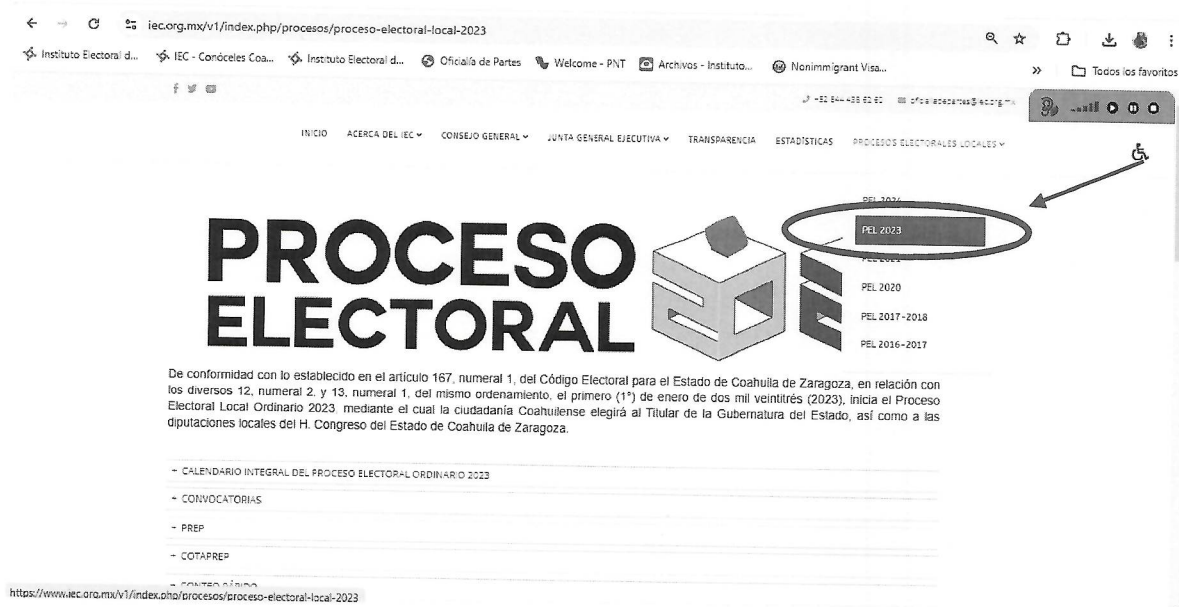 iec.org.mx/v1/index.php/procesos/proceso-electoral-local-2023
Instituto Electoral d... IEC - Conóceles Coa... Instituto Electoral d... Oficialía de Partes Welcome - PNT Archivos - Instituto... Nonimmigrant Visa... » Todos los favoritos
INICIO ACERCA DEL IEC CONSEJO GENERAL JUNTA GENERAL EJECUTIVA TRANSPARENCIA ESTADÍSTICAS PROCESOS ELECTORALES LOCALES
PEL 2024
PEL 2023
PEL 2021
PEL 2020
PEL 2017-2018
PEL 2016-2017
PROCESO
ELECTORAL
De conformidad con lo establecido en el artículo 167, numeral 1, del Código Electoral para el Estado de Coahuila de Zaragoza, en relación con
los diversos 12, numeral 2, y 13, numeral 1, del mismo ordenamiento, el primero (1°) de enero de dos mil veintitrés (2023), inicia el Proceso
Electoral Local Ordinario 2023, mediante el cual la ciudadanía Coahuilense elegirá al Titular de la Gubernatura del Estado, así como a las
diputaciones locales del H. Congreso del Estado de Coahuila de Zaragoza.
+ CALENDARIO INTEGRAL DEL PROCESO ELECTORAL ORDINARIO 2023
+ CONVOCATORIAS
+ PREP
+ COTAPREP
+ CONTEO RÁPIDO
https://www.iec.org.mx/v1/index.php/procesos/proceso-electoral-local-2023